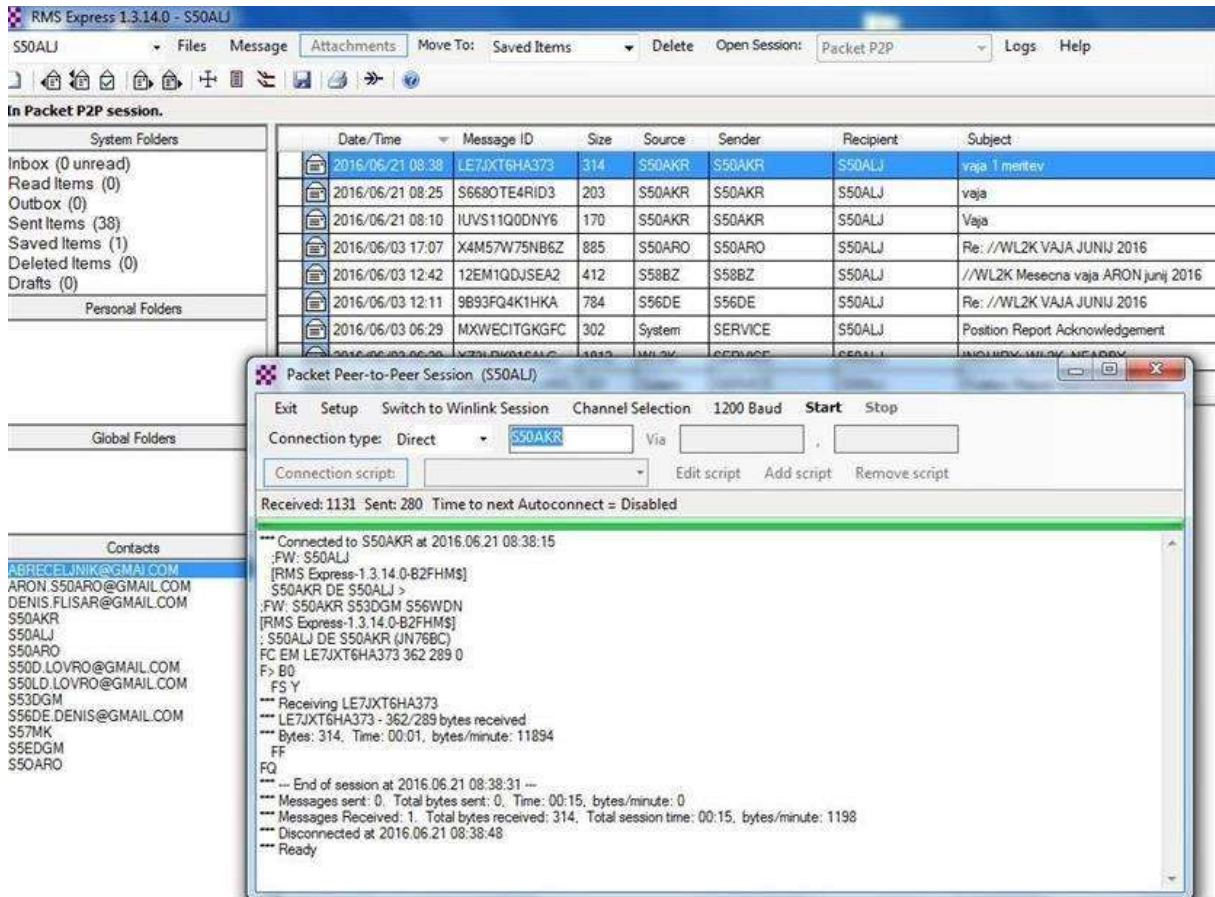 RMS Express 1.3.14.0 - S50ALJ
S50ALJ Files Message Attachments Move To: Saved Items Delete Open Session: Packet P2P Logs Help
In Packet P2P session.
System Folders
Inbox (0 unread)
Read Items (0)
Outbox (0)
Sent Items (38)
Saved Items (1)
Deleted Items (0)
Drafts (0)
Personal Folders
Global Folders
Contacts
ABRECELJNIK@GMAI.COM
ARON.S50ARO@GMAIL.COM
DENIS.FLISAR@GMAIL.COM
S50AKR
S50ALJ
S50ARO
S50D.LOVRO@GMAIL.COM
S50LD.LOVRO@GMAIL.COM
S53DGM
S56DE.DENIS@GMAIL.COM
S57MK
S5EDGM
S5OARO
Date/Time Message ID Size Source Sender Recipient Subject
2016/06/21 08:38 LE7JXT6HA373 314 S50AKR S50AKR S50ALJ vaja 1 meritev
2016/06/21 08:25 S668OTE4RID3 203 S50AKR S50AKR S50ALJ vaja
2016/06/21 08:10 IUVS11Q0DNY6 170 S50AKR S50AKR S50ALJ Vaja
2016/06/03 17:07 X4M57W75NB6Z 885 S50ARO S50ARO S50ALJ Re: //WL2K VAJA JUNIJ 2016
2016/06/03 12:42 12EM1QDJSEA2 412 S58BZ S58BZ S50ALJ //WL2K Mesecna vaja ARON junij 2016
2016/06/03 12:11 9B93FQ4K1HKA 784 S56DE S56DE S50ALJ Re: //WL2K VAJA JUNIJ 2016
2016/06/03 06:29 MXWECITGKGFC 302 System SERVICE S50ALJ Position Report Acknowledgement
Packet Peer-to-Peer Session (S50ALJ)
Exit Setup Switch to Winlink Session Channel Selection 1200 Baud Start Stop
Connection type: Direct S50AKR Via ,
Connection script: Edit script Add script Remove script
Received: 1131 Sent: 280 Time to next Autoconnect = Disabled
*** Connected to S50AKR at 2016.06.21 08:38:15
;FW: S50ALJ
[RMS Express-1.3.14.0-B2FHM$]
S50AKR DE S50ALJ >
;FW: S50AKR S53DGM S56WDN
[RMS Express-1.3.14.0-B2FHM$]
; S50ALJ DE S50AKR (JN76BC)
FC EM LE7JXT6HA373 362 289 0
F> B0
FS Y
*** Receiving LE7JXT6HA373
*** LE7JXT6HA373 - 362/289 bytes received
*** Bytes: 314, Time: 00:01, bytes/minute: 11894
FF
FQ
*** --- End of session at 2016.06.21 08:38:31 ---
*** Messages sent: 0. Total bytes sent: 0, Time: 00:15, bytes/minute: 0
*** Messages Received: 1. Total bytes received: 314, Total session time: 00:15, bytes/minute: 1198
*** Disconnected at 2016.06.21 08:38:48
*** Ready